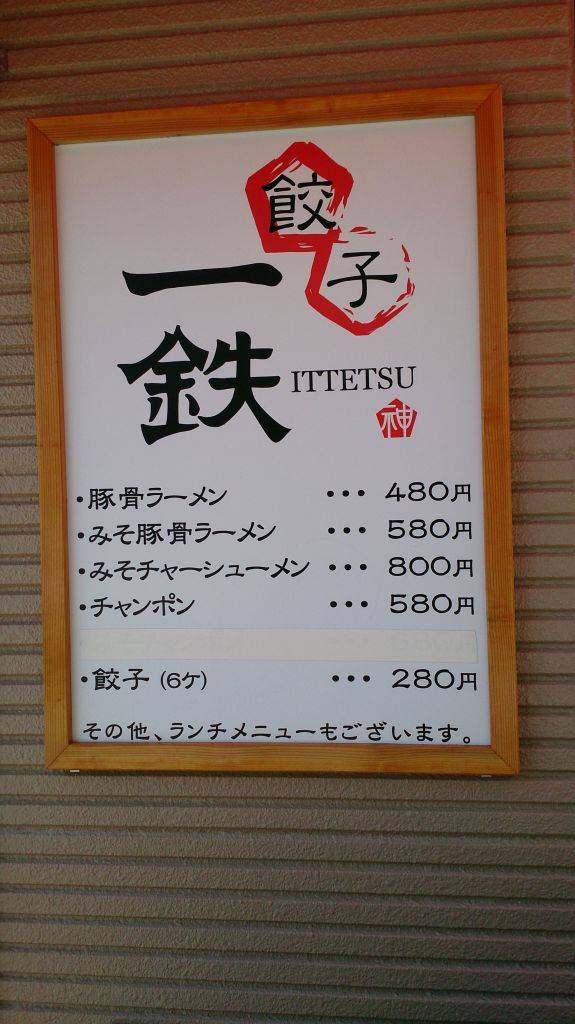 餃子
一鉄
ITTETSU
神
・豚骨ラーメン ・・・ 480円
・みそ豚骨ラーメン ・・・ 580円
・みそチャーシューメン ・・・ 800円
・チャンポン ・・・ 580円
・餃子 (6ケ) ・・・ 280円
その他、ランチメニューもございます。